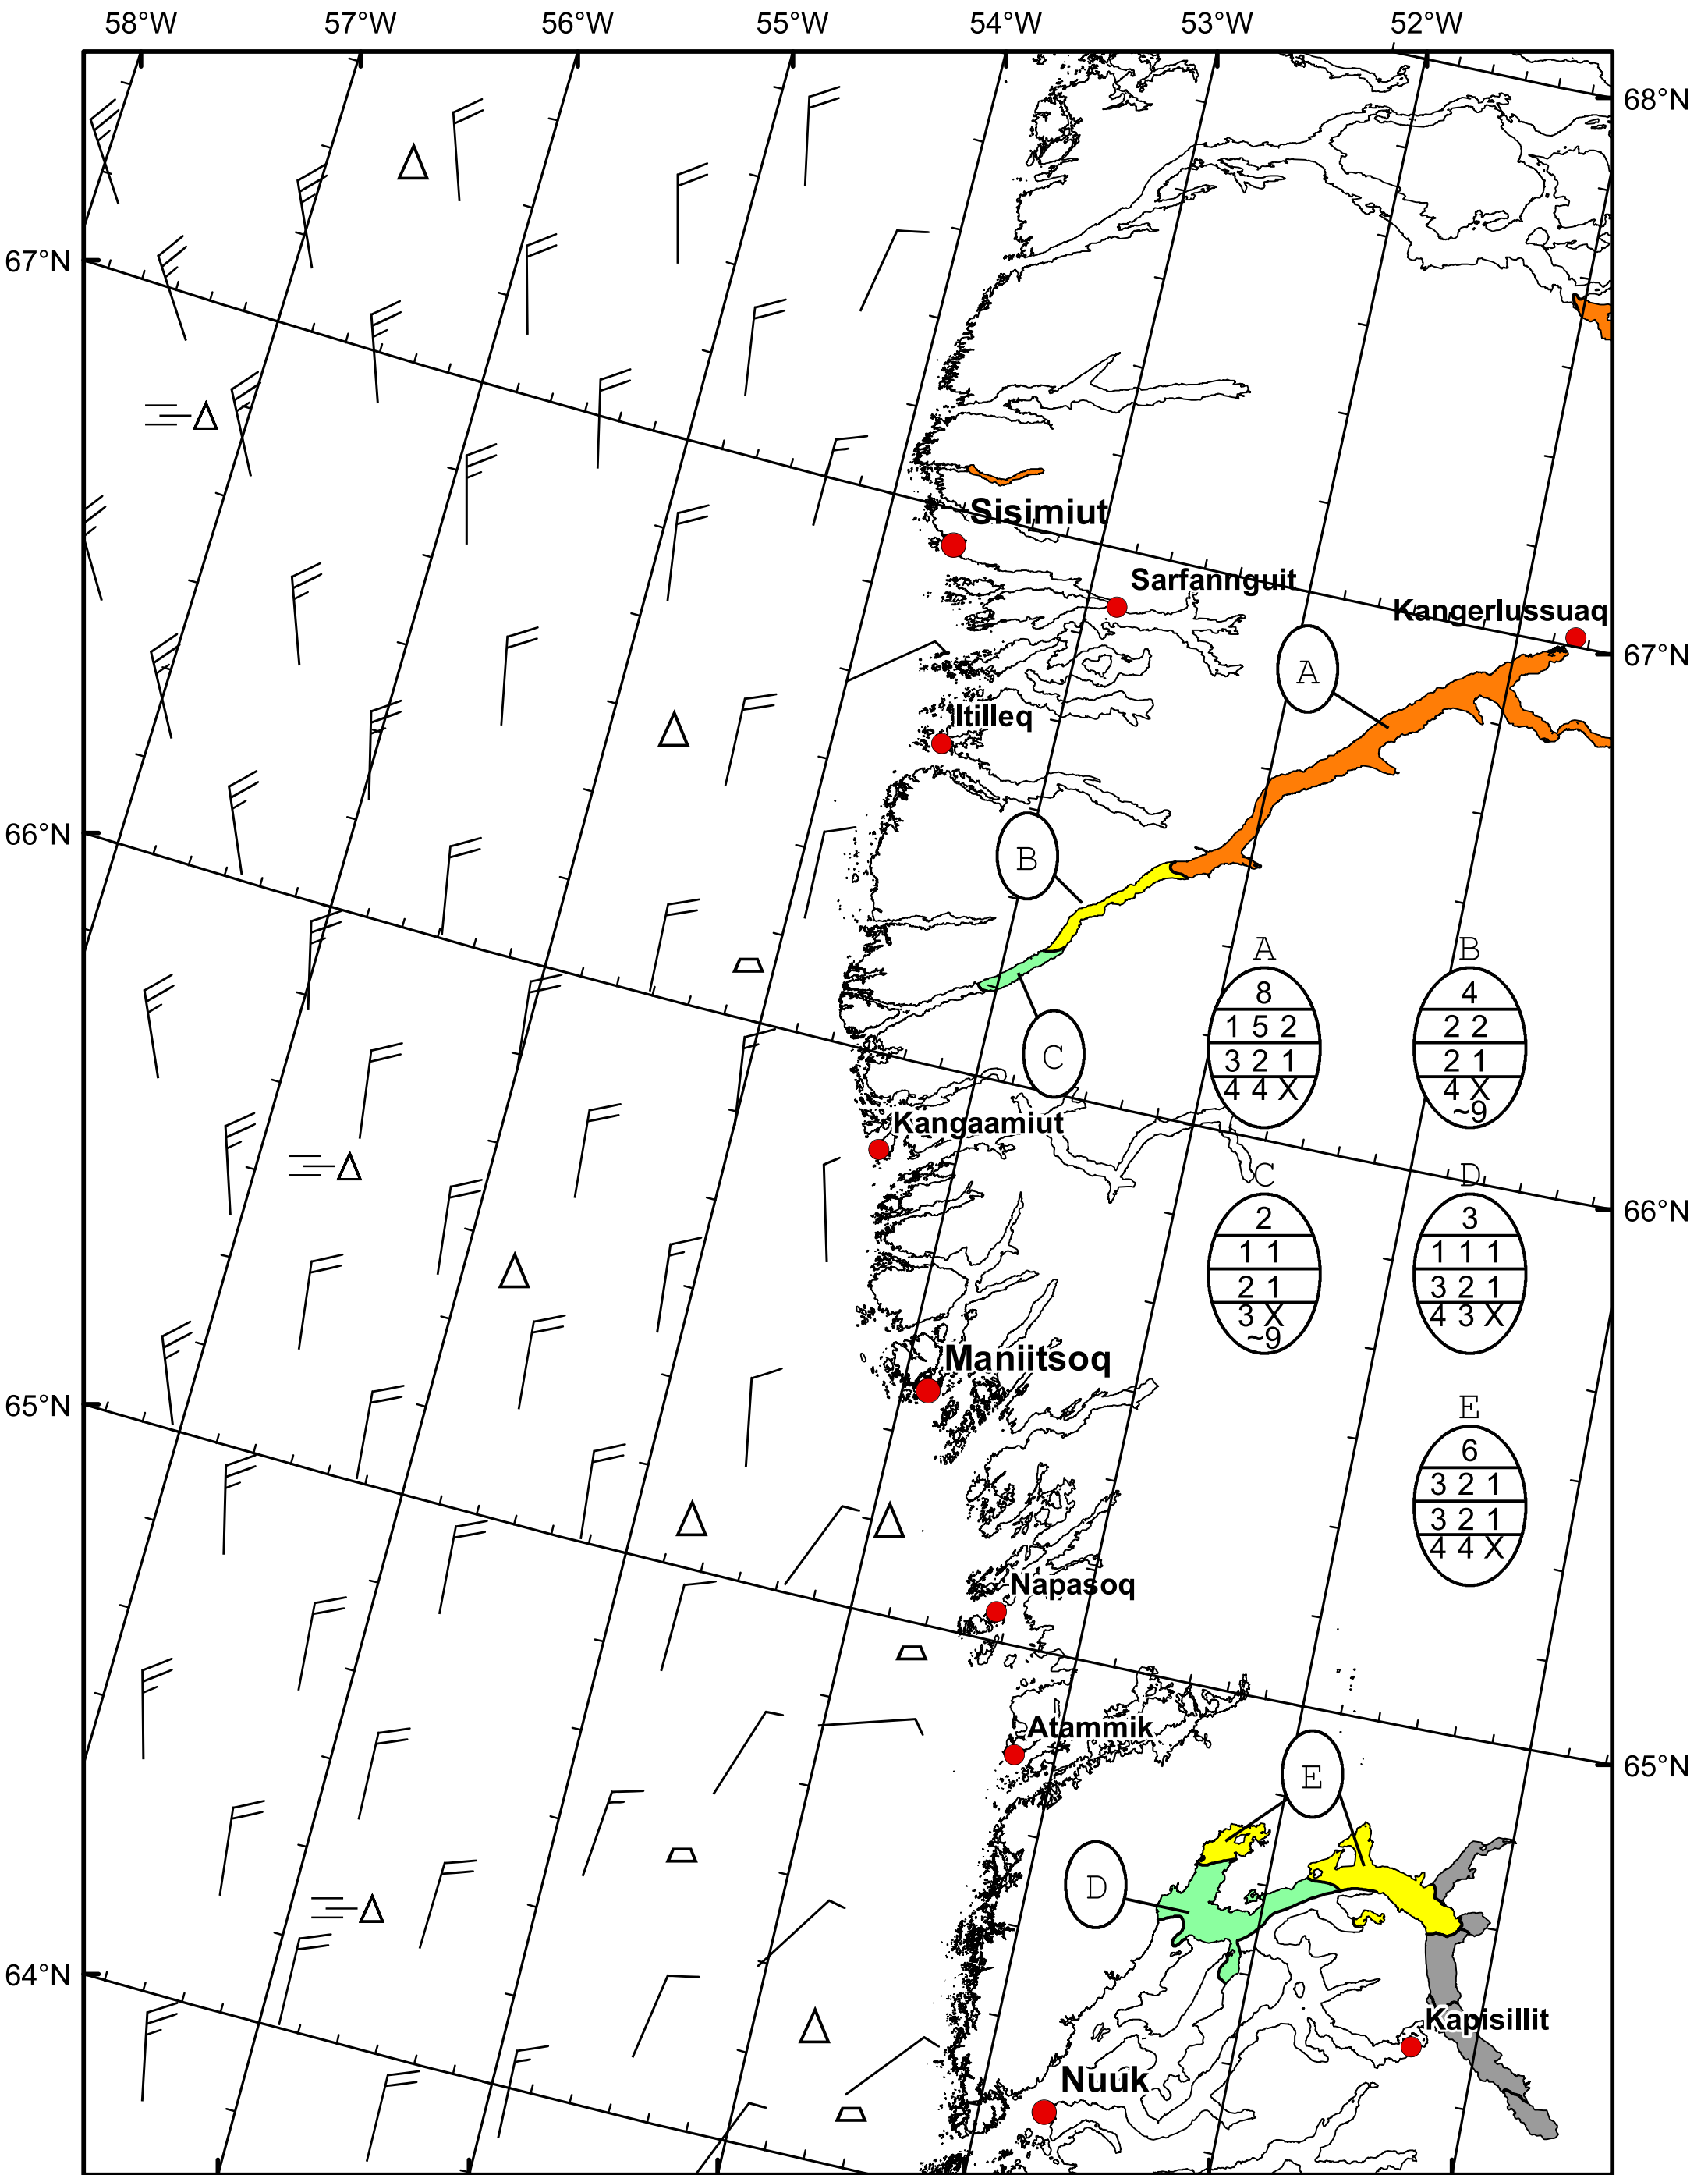 58°W 57°W 56°W 55°W 54°W 53°W 52°W
68°N
67°N
Sisimiut
Sarfannguit
Kangerlussuaq
67°N
A
Itilleq
66°N
B
A B
8 4
1 5 2 2 2
C
3 2 1 2 1
4 4 X 4 X
~9
Kangaamiut
C D
66°N
2 3
1 1 1 1 1
2 1 3 2 1
3 X 4 3 X
~9
Maniitsoq
65°N
E
6
3 2 1
3 2 1
4 4 X
Napasoq
Atammik
65°N
E
D
64°N
Kapisillit
Nuuk